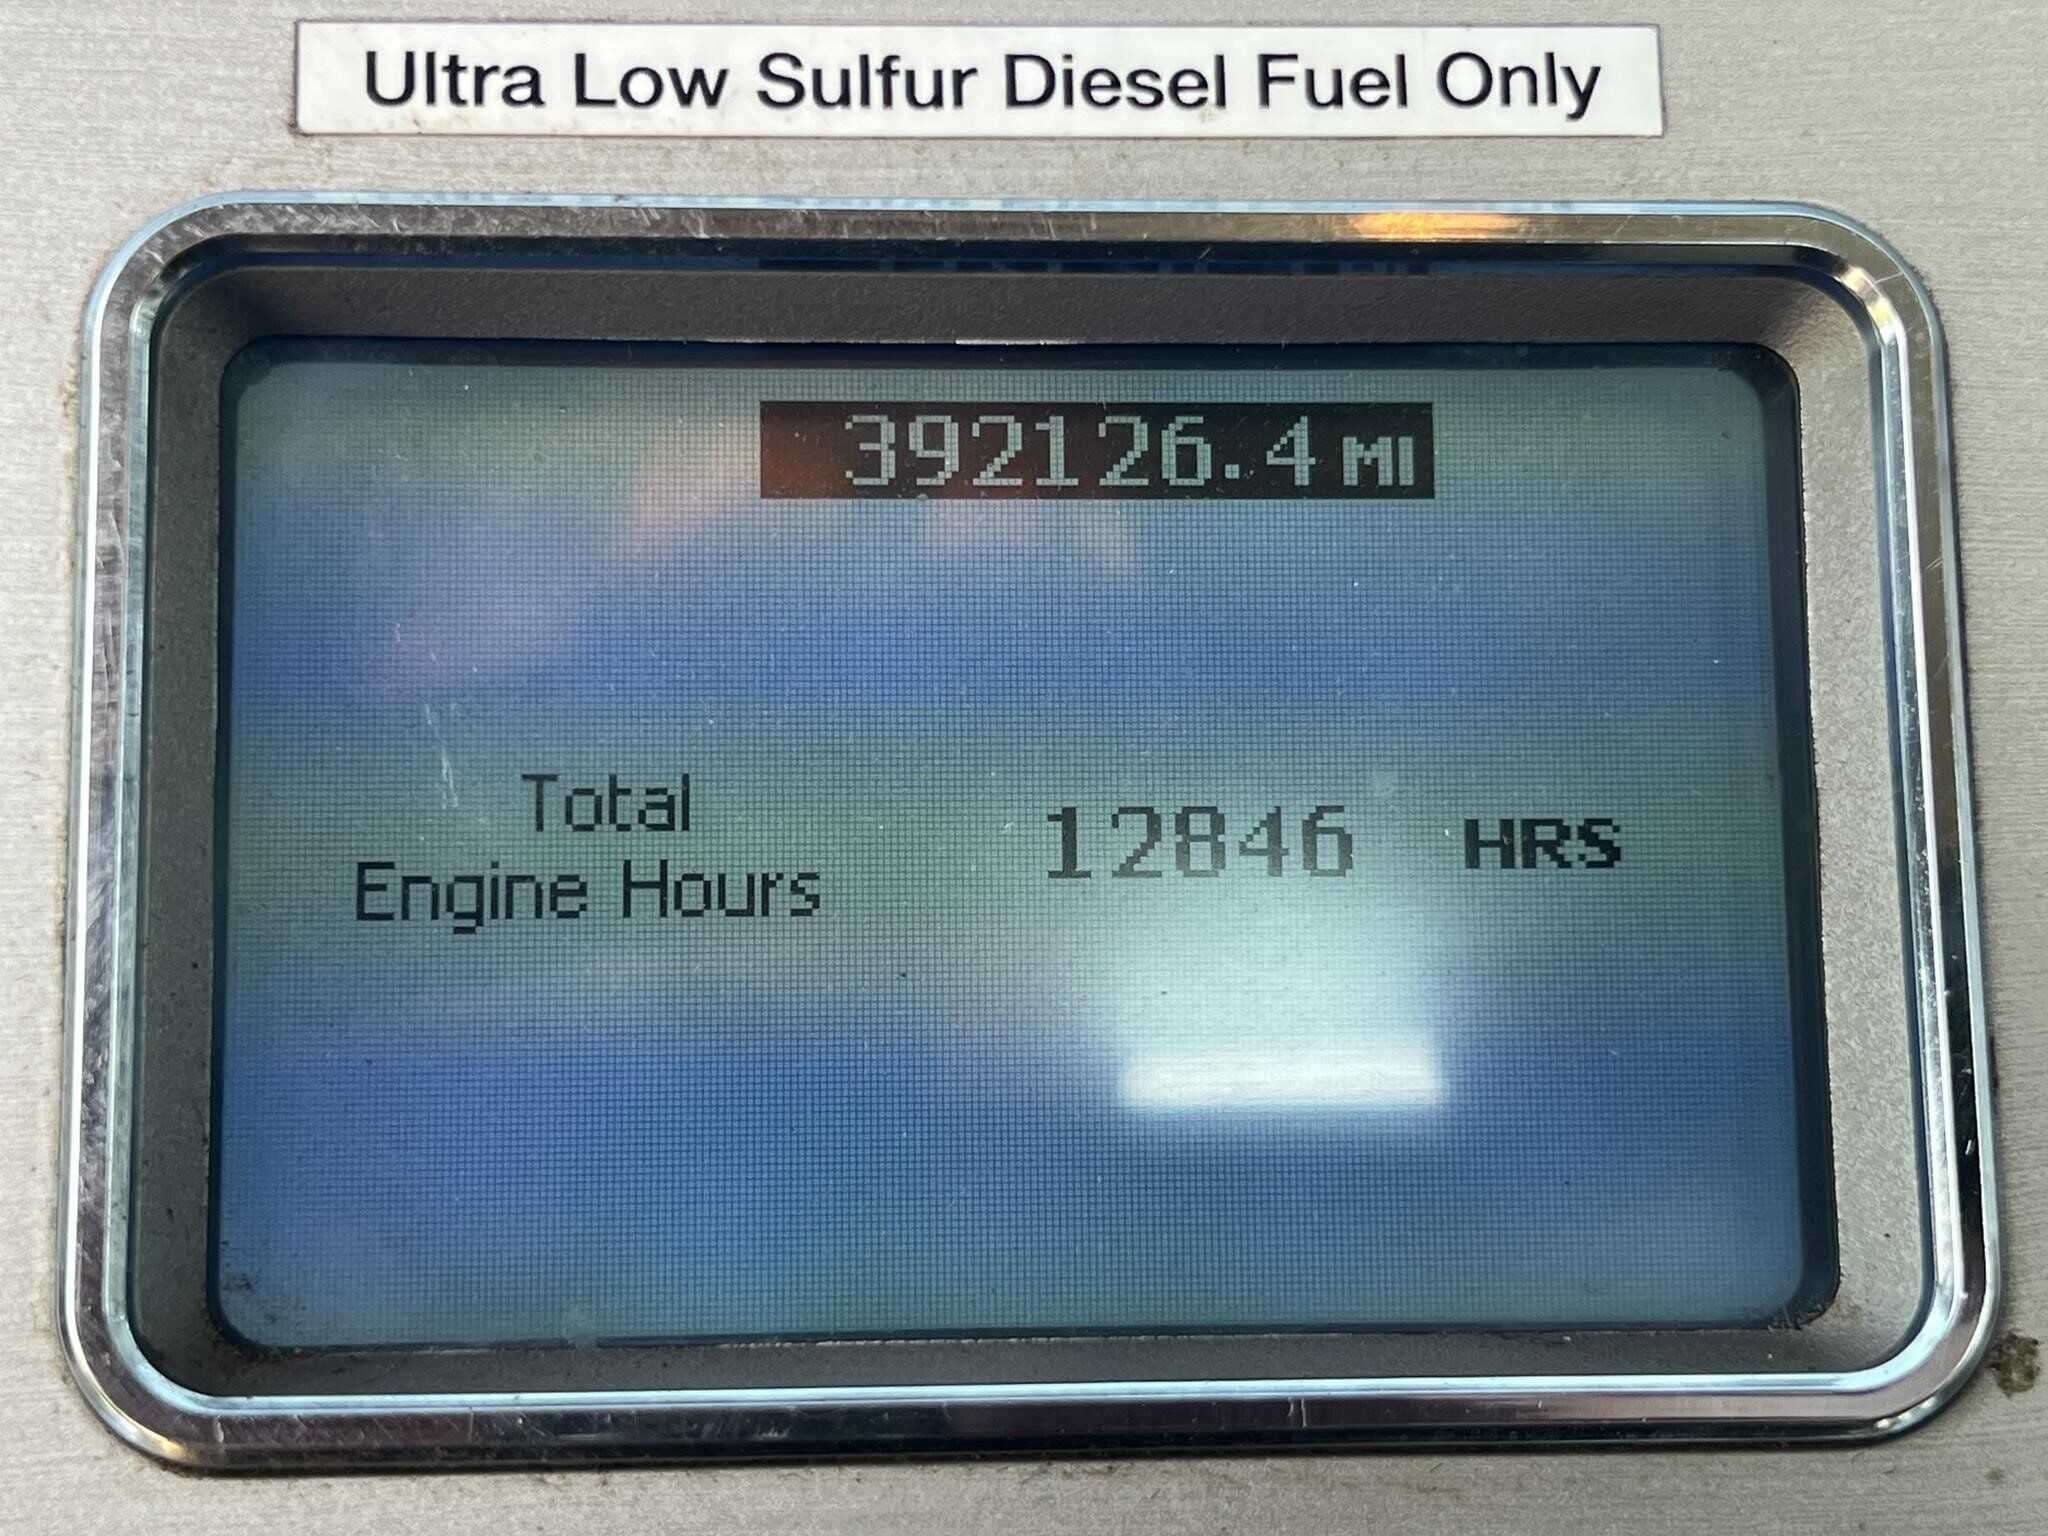 Ultra Low Sulfur Diesel Fuel Only
392126.4 MI
Total
Engine Hours
12846 HRS